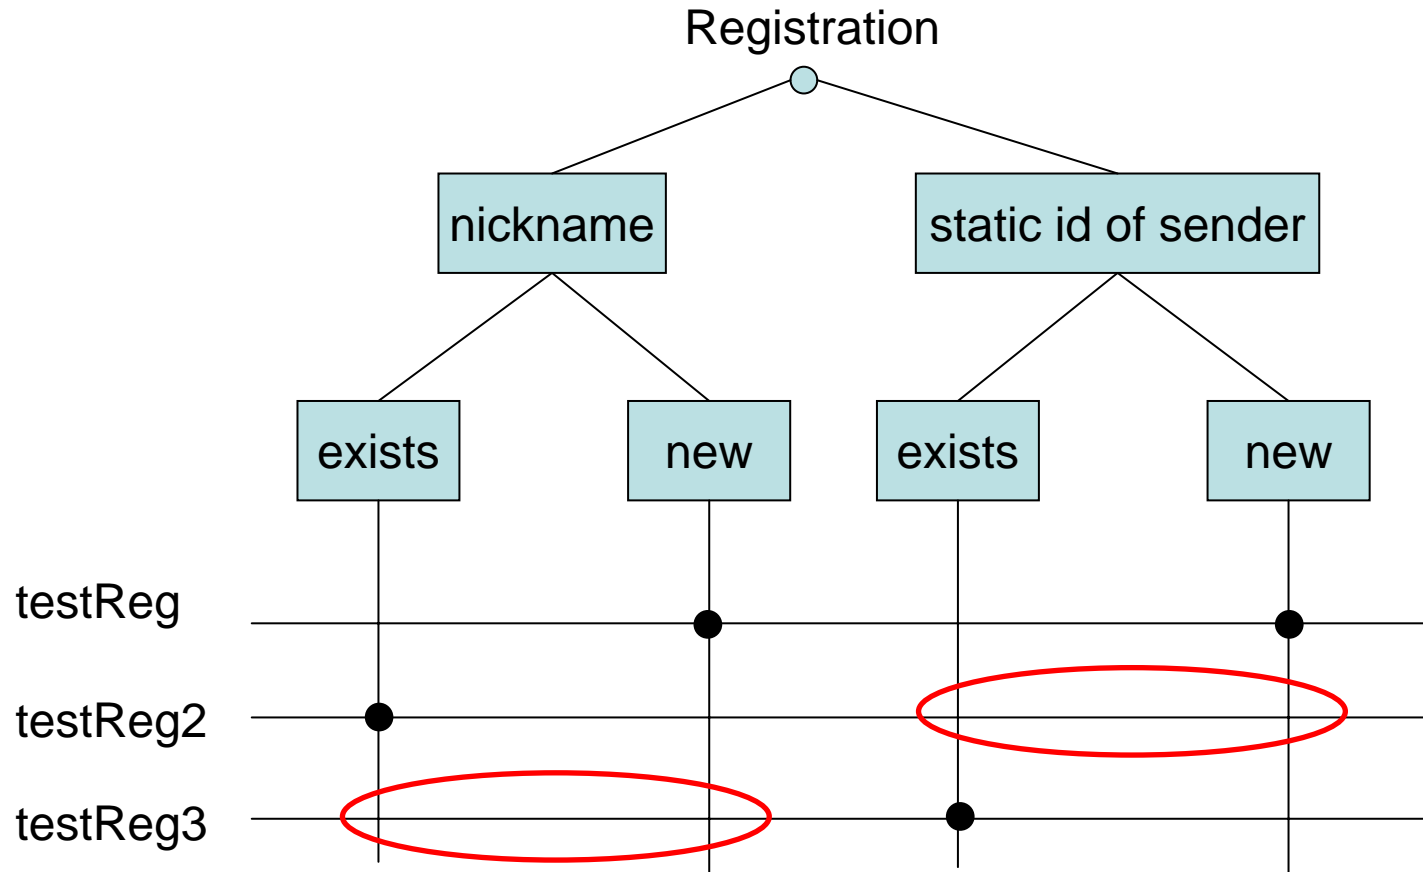 Registration
nickname
static id of sender
exists
new
exists
new
testReg
testReg2
testReg3